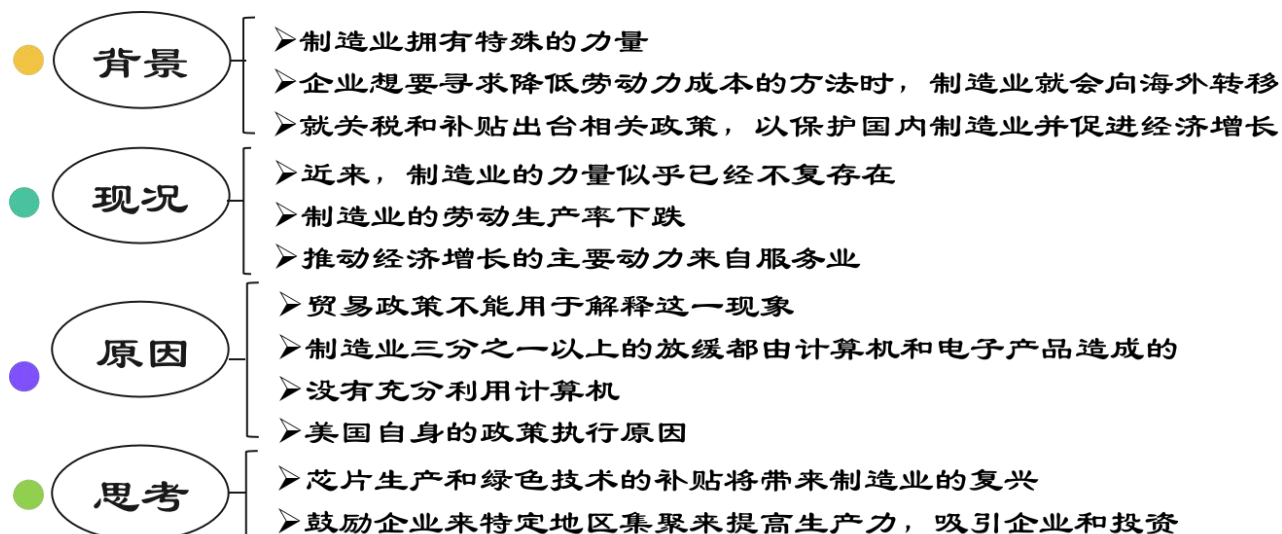 背景
➢制造业拥有特殊的力量
➢企业想要寻求降低劳动力成本的方法时，制造业就会向海外转移
➢就关税和补贴出台相关政策，以保护国内制造业并促进经济增长
现况
➢近来，制造业的力量似乎已经不复存在
➢制造业的劳动生产率下跌
➢推动经济增长的主要动力来自服务业
原因
➢贸易政策不能用于解释这一现象
➢制造业三分之一以上的放缓都由计算机和电子产品造成的
➢没有充分利用计算机
➢美国自身的政策执行原因
思考
➢芯片生产和绿色技术的补贴将带来制造业的复兴
➢鼓励企业来特定地区集聚来提高生产力，吸引企业和投资